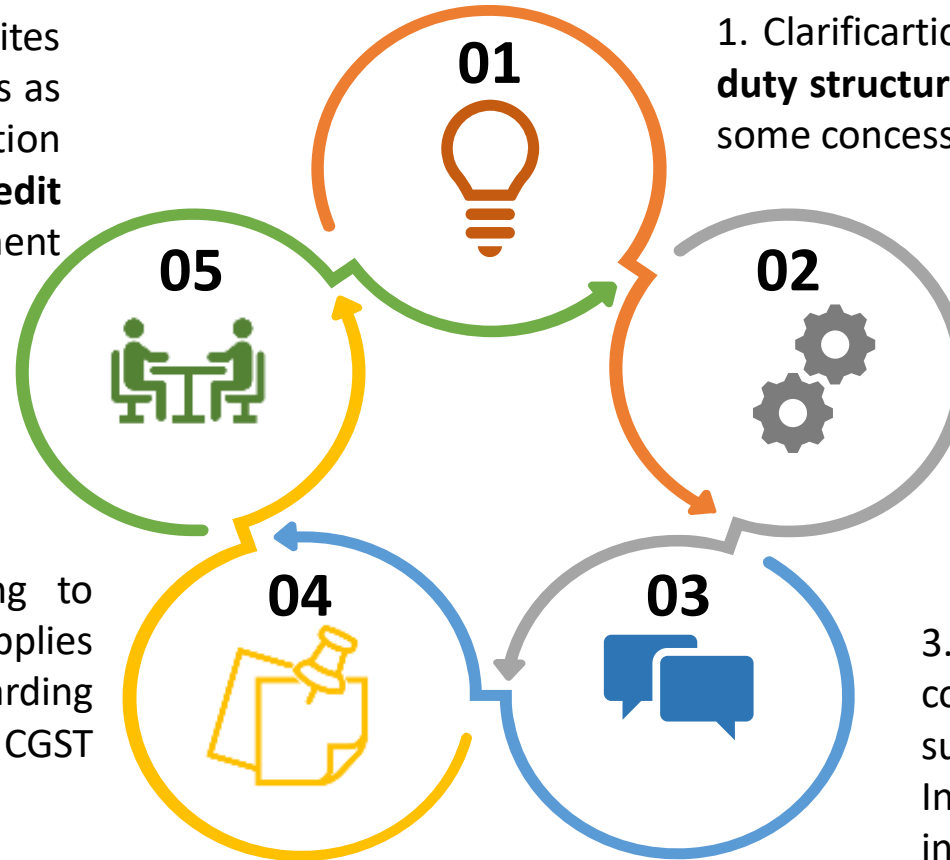 01
1. Clarificartio
duty structur
some concess
ites
s as
tion
edit
nent
05
02
04
03
ng to
pplies
arding
CGST
3.
co
su
In
in